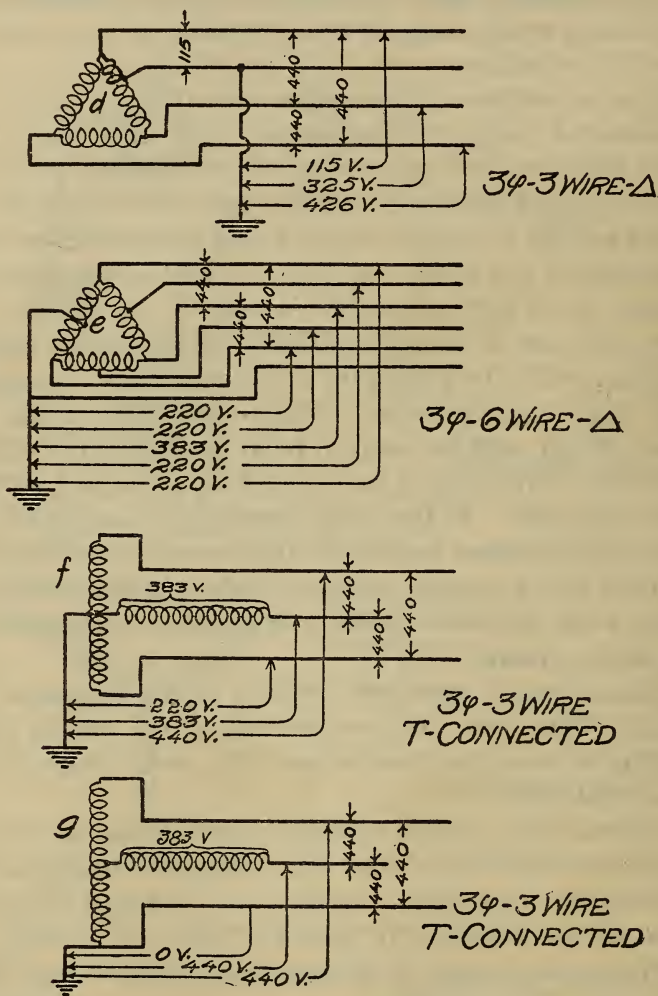 115
440
440
440
d
115 V.
325 V.
426 V.
3φ-3 WIRE-Δ
440
440
440
e
220 V.
220 V.
383 V.
220 V.
220 V.
3φ-6 WIRE-Δ
f
383 V.
440
440
440
220 V.
383 V.
440 V.
3φ-3 WIRE
T-CONNECTED
g
383 V
440
440
440
0 V.
440 V.
440 V.
3φ-3 WIRE
T-CONNECTED